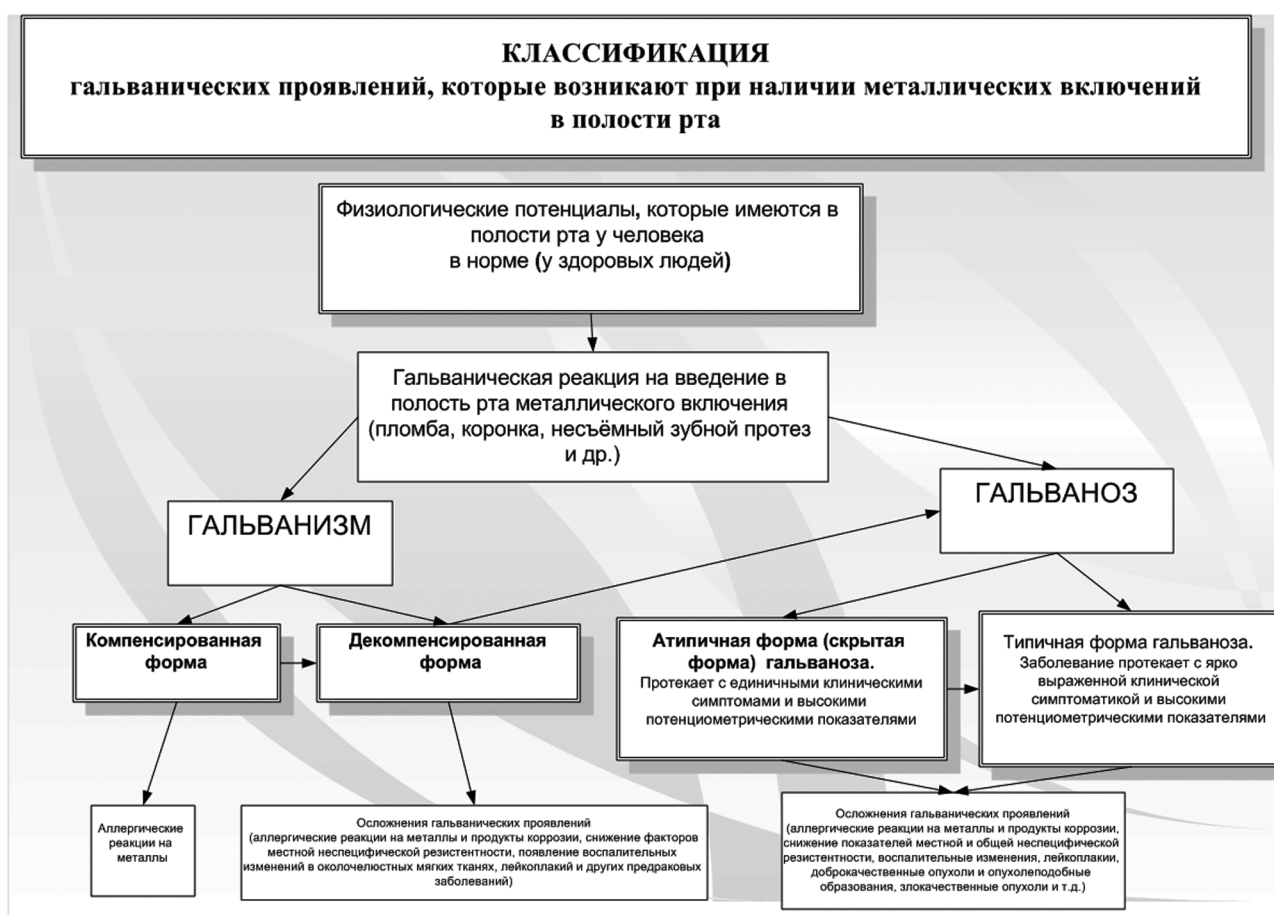 КЛАССИФИКАЦИЯ
гальванических проявлений, которые возникают при наличии металлических включений
в полости рта
Физиологические потенциалы, которые имеются в
полости рта у человека
в норме (у здоровых людей)
Гальваническая реакция на введение в
полость рта металлического включения
(пломба, коронка, несъёмный зубной протез
и др.)
ГАЛЬВАНИЗМ
ГАЛЬВАНОЗ
Компенсированная
форма
Декомпенсированная
форма
Атипичная форма (скрытая
форма) гальваноза.
Протекает с единичными клиническими
симптомами и высокими
потенциометрическими показателями
Типичная форма гальваноза.
Заболевание протекает с ярко
выраженной клинической
симптоматикой и высокими
потенциометрическими показателями
Аллергические
реакции на
металлы
Осложнения гальванических проявлений
(аллергические реакции на металлы и продукты коррозии, снижение факторов
местной неспецифической резистентности, появление воспалительных
изменений в околочелюстных мягких тканях, лейкоплакий и других предраковых
заболеваний)
Осложнения гальванических проявлений
(аллергические реакции на металлы и продукты коррозии,
снижение показателей местной и общей неспецифической
резистентности, воспалительные изменения, лейкоплакии,
доброкачественные опухоли и опухолеподобные
образования, злокачественные опухоли и т.д.)